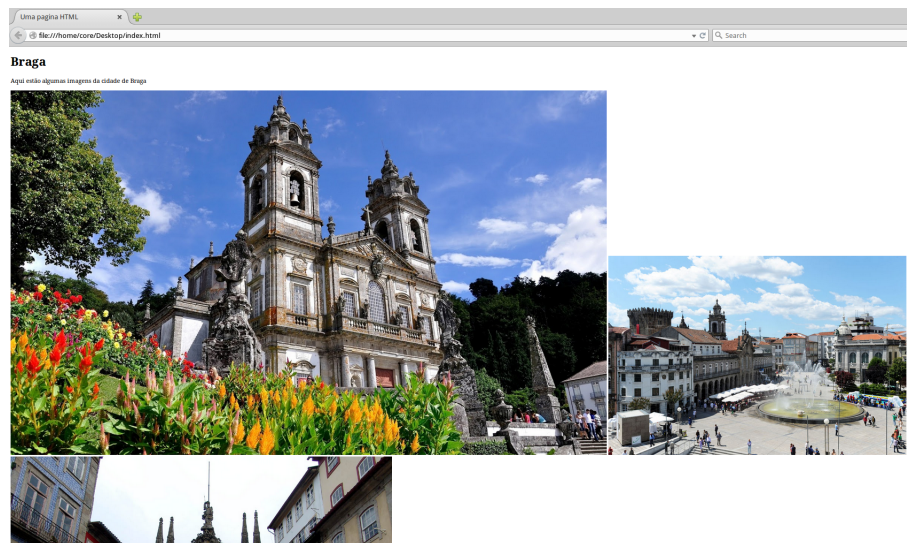 Uma pagina HTML
file:///home/core/Desktop/index.html
Search
Braga
Aqui estão algumas imagens da cidade de Braga